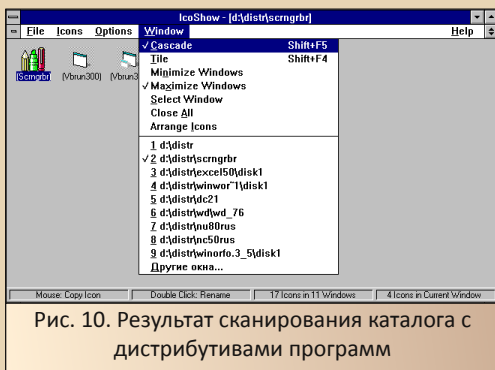 IcoShow - [d:\distr\scrngrbr]
File Icons Options Window Help
Cascade Shift+F5
Tile Shift+F4
Minimize Windows
Maximize Windows
Select Window
Close All
Arrange Icons
(Scrngrbr) (Vbrun300) (Vbrun3
1 d:\distr
2 d:\distr\scrngrbr
3 d:\distr\excel50\disk1
4 d:\distr\winwor~1\disk1
5 d:\distr\dc21
6 d:\distr\wd\wd_76
7 d:\distr\nu80rus
8 d:\distr\nc50rus
9 d:\distr\winorfo.3_5\disk1
Другие окна...
Mouse: Copy Icon Double Click: Rename 17 Icons in 11 Windows 4 Icons in Current Window
Рис. 10. Результат сканирования каталога с
дистрибутивами программ